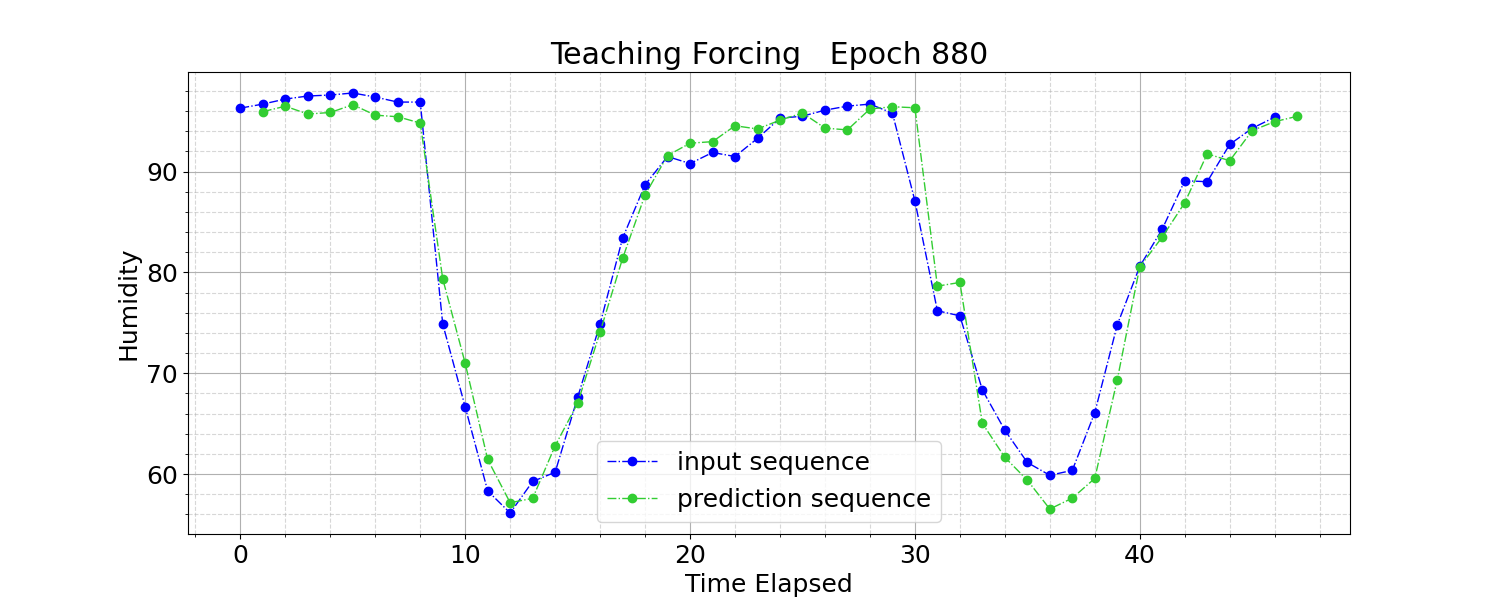 Teaching Forcing   Epoch 880
Humidity
90
80
70
60
input sequence
prediction sequence
0 10 20 30 40
Time Elapsed